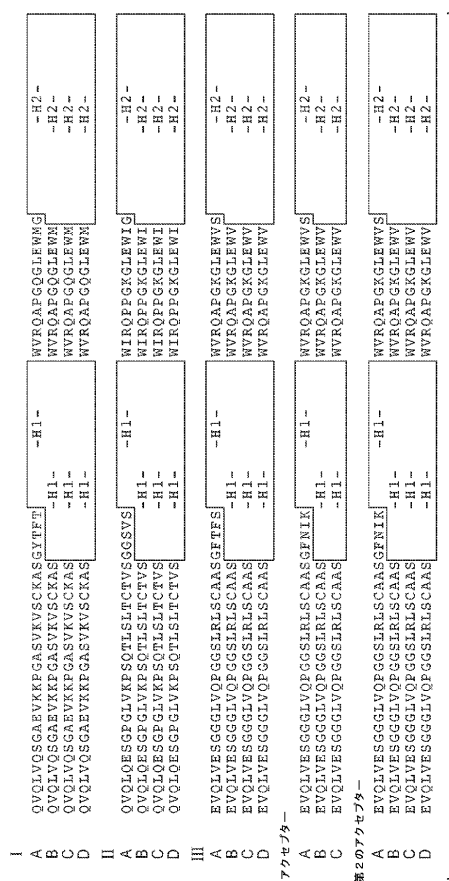 I
A QVQLVQSGAEVKKPGASVKVSCKASGYTFT -H1- WVRQAPGQGLEWMG -H2-
B QVQLVQSGAEVKKPGASVKVSCKAS -H1- WVRQAPGQGLEWM -H2-
C QVQLVQSGAEVKKPGASVKVSCKAS -H1- WVRQAPGQGLEWM -H2-
D QVQLVQSGAEVKKPGASVKVSCKAS -H1- WVRQAPGQGLEWM -H2-
II
A QVQLQESGPGLVKPSQTLSLTCTVSGGSVS -H1- WIRQPPGKGLEWIG -H2-
B QVQLQESGPGLVKPSQTLSLTCTVS -H1- WIRQPPGKGLEWI -H2-
C QVQLQESGPGLVKPSQTLSLTCTVS -H1- WIRQPPGKGLEWI -H2-
D QVQLQESGPGLVKPSQTLSLTCTVS -H1- WIRQPPGKGLEWI -H2-
III
A EVQLVESGGGLVQPGGSLRLSCAASGFTFS -H1- WVRQAPGKGLEWVS -H2-
B EVQLVESGGGLVQPGGSLRLSCAAS -H1- WVRQAPGKGLEWV -H2-
C EVQLVESGGGLVQPGGSLRLSCAAS -H1- WVRQAPGKGLEWV -H2-
D EVQLVESGGGLVQPGGSLRLSCAAS -H1- WVRQAPGKGLEWV -H2-
アクセプター
A EVQLVESGGGLVQPGGSLRLSCAASGFNIK -H1- WVRQAPGKGLEWVS -H2-
B EVQLVESGGGLVQPGGSLRLSCAAS -H1- WVRQAPGKGLEWV -H2-
C EVQLVESGGGLVQPGGSLRLSCAAS -H1- WVRQAPGKGLEWV -H2-
第2のアクセプター
A EVQLVESGGGLVQPGGSLRLSCAASGFNIK -H1- WVRQAPGKGLEWVS -H2-
B EVQLVESGGGLVQPGGSLRLSCAAS -H1- WVRQAPGKGLEWV -H2-
C EVQLVESGGGLVQPGGSLRLSCAAS -H1- WVRQAPGKGLEWV -H2-
D EVQLVESGGGLVQPGGSLRLSCAAS -H1- WVRQAPGKGLEWV -H2-